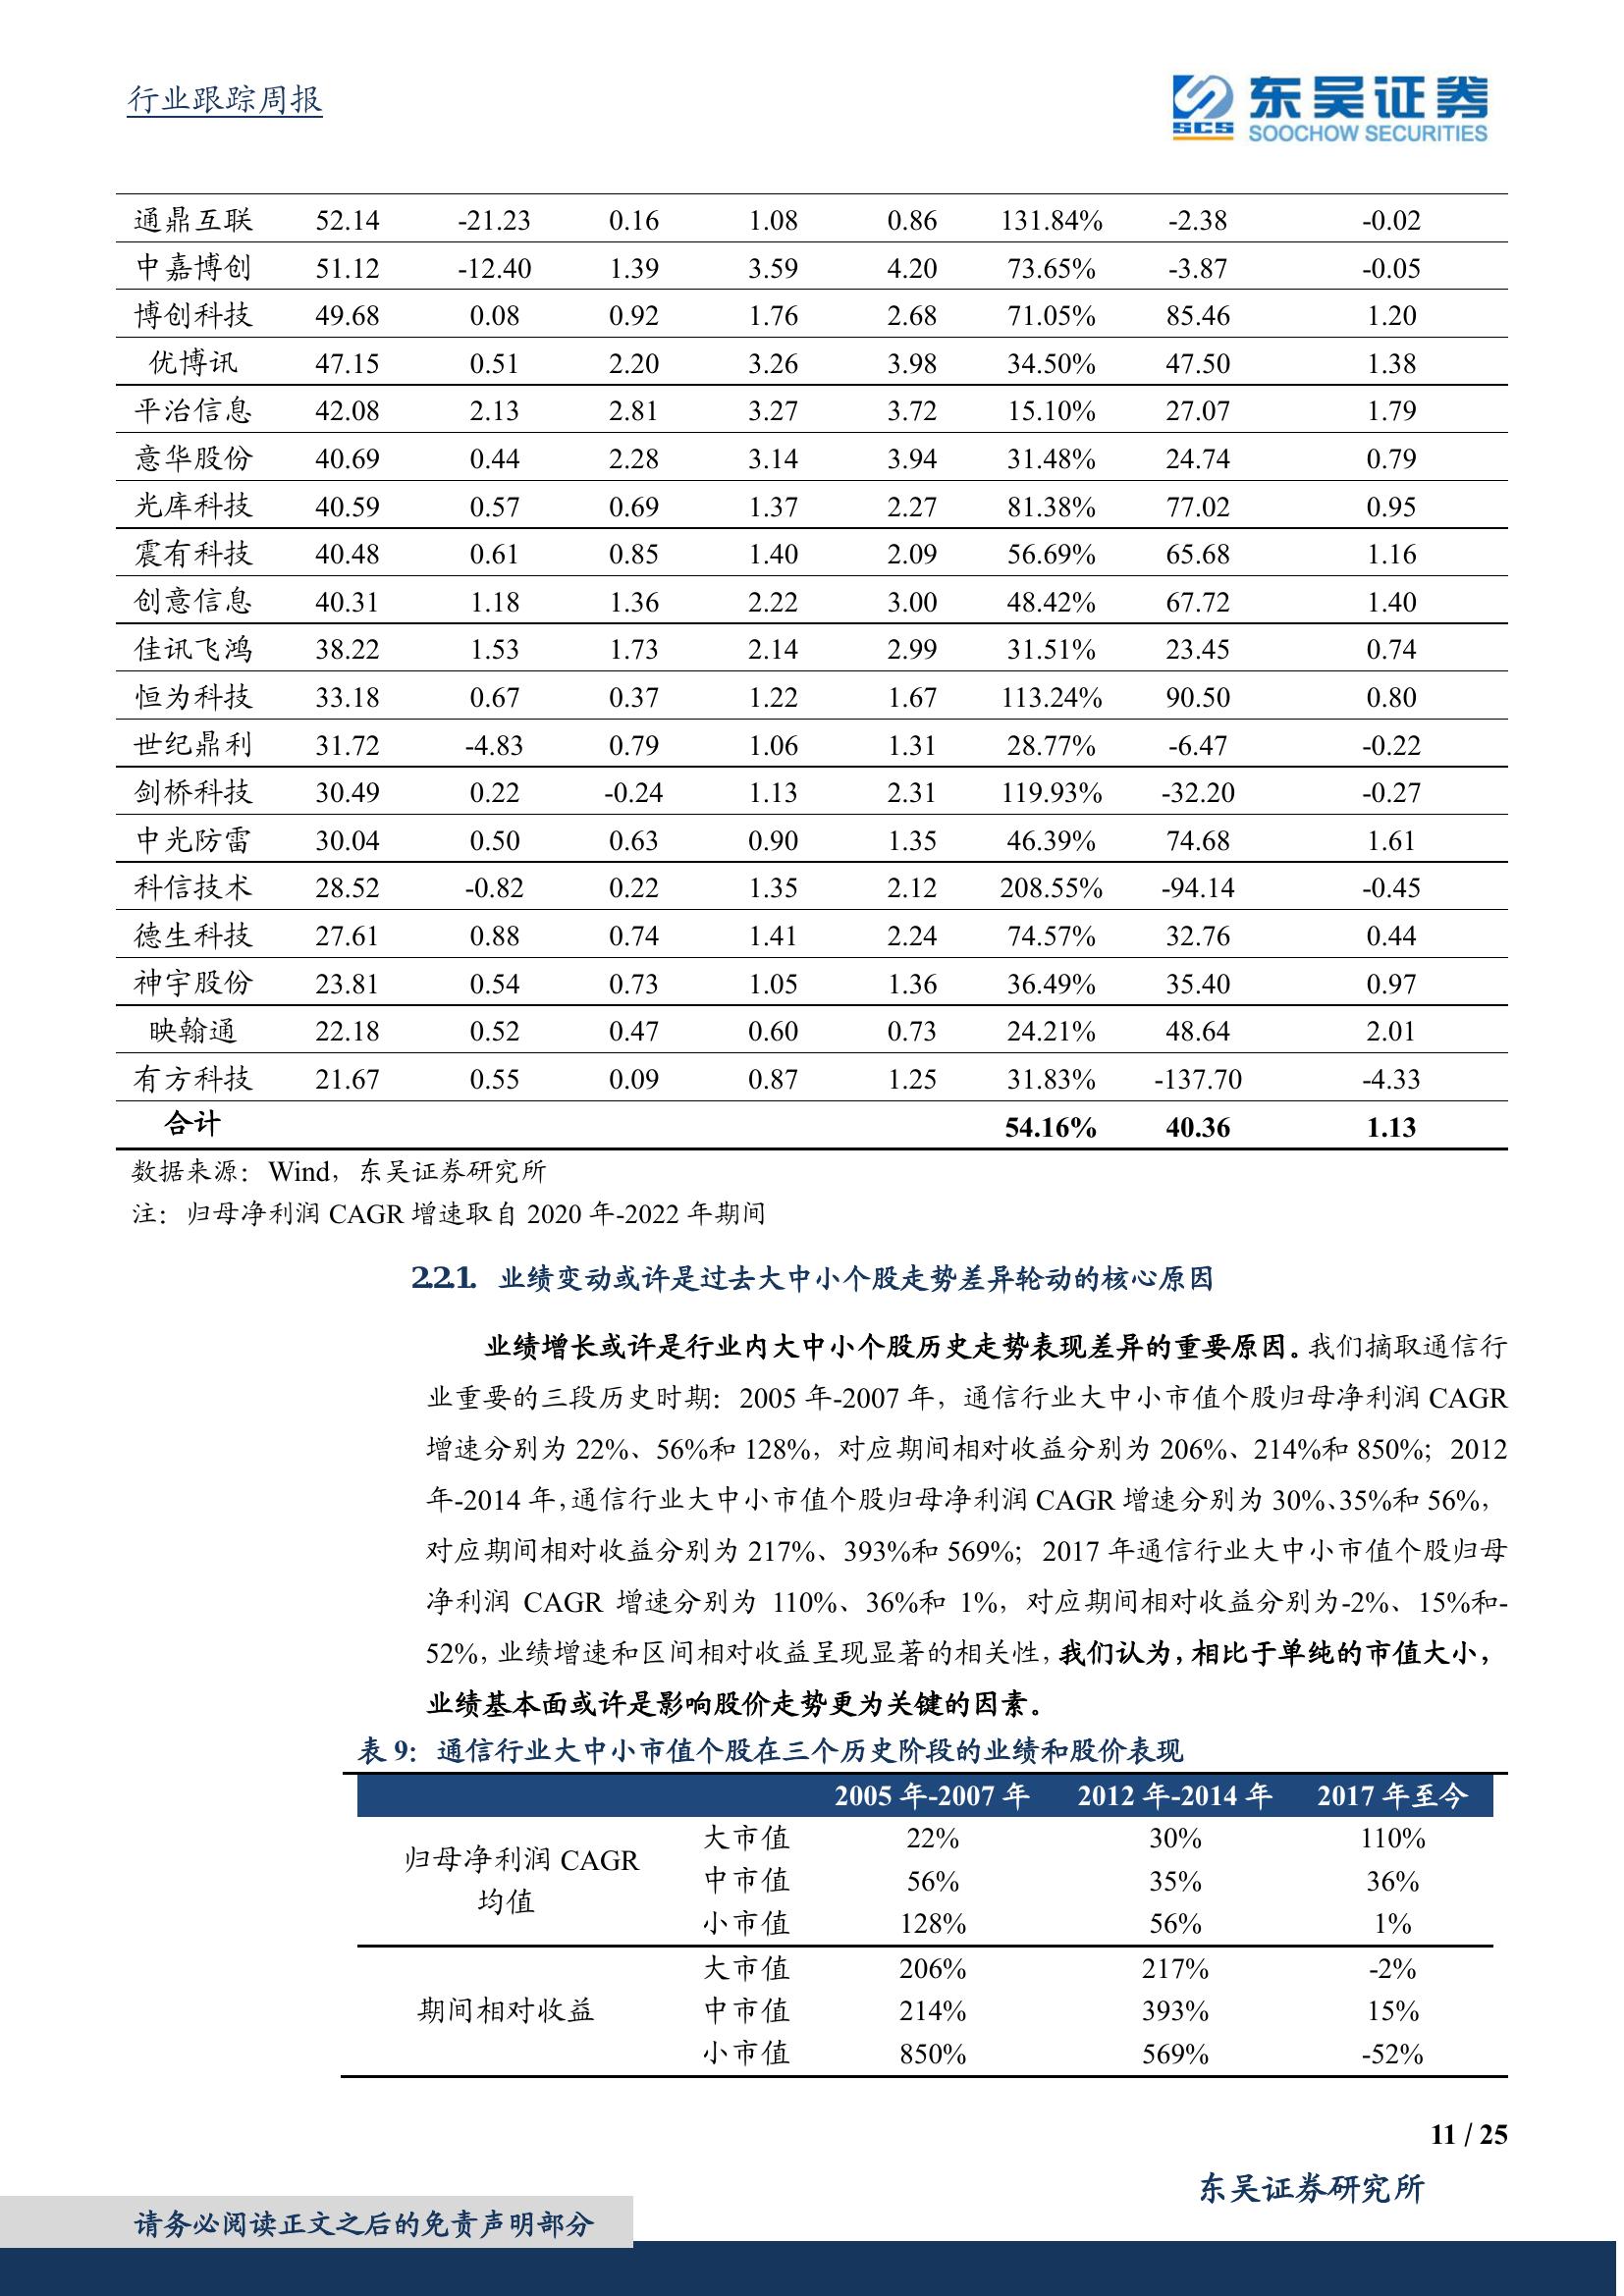 行业跟踪周报
东吴证券
SCS
SOOCHOW SECURITIES
通鼎互联 52.14 -21.23 0.16 1.08 0.86 131.84% -2.38 -0.02
中嘉博创 51.12 -12.40 1.39 3.59 4.20 73.65% -3.87 -0.05
博创科技 49.68 0.08 0.92 1.76 2.68 71.05% 85.46 1.20
优博讯 47.15 0.51 2.20 3.26 3.98 34.50% 47.50 1.38
平治信息 42.08 2.13 2.81 3.27 3.72 15.10% 27.07 1.79
意华股份 40.69 0.44 2.28 3.14 3.94 31.48% 24.74 0.79
光库科技 40.59 0.57 0.69 1.37 2.27 81.38% 77.02 0.95
震有科技 40.48 0.61 0.85 1.40 2.09 56.69% 65.68 1.16
创意信息 40.31 1.18 1.36 2.22 3.00 48.42% 67.72 1.40
佳讯飞鸿 38.22 1.53 1.73 2.14 2.99 31.51% 23.45 0.74
恒为科技 33.18 0.67 0.37 1.22 1.67 113.24% 90.50 0.80
世纪鼎利 31.72 -4.83 0.79 1.06 1.31 28.77% -6.47 -0.22
剑桥科技 30.49 0.22 -0.24 1.13 2.31 119.93% -32.20 -0.27
中光防雷 30.04 0.50 0.63 0.90 1.35 46.39% 74.68 1.61
科信技术 28.52 -0.82 0.22 1.35 2.12 208.55% -94.14 -0.45
德生科技 27.61 0.88 0.74 1.41 2.24 74.57% 32.76 0.44
神宇股份 23.81 0.54 0.73 1.05 1.36 36.49% 35.40 0.97
映翰通 22.18 0.52 0.47 0.60 0.73 24.21% 48.64 2.01
有方科技 21.67 0.55 0.09 0.87 1.25 31.83% -137.70 -4.33
合计 54.16% 40.36 1.13
数据来源：Wind，东吴证券研究所
注：归母净利润 CAGR 增速取自 2020 年-2022 年期间
2.2.1. 业绩变动或许是过去大中小个股走势差异轮动的核心原因
业绩增长或许是行业内大中小个股历史走势表现差异的重要原因。我们摘取通信行
业重要的三段历史时期：2005 年-2007 年，通信行业大中小市值个股归母净利润 CAGR
增速分别为 22%、56%和 128%，对应期间相对收益分别为 206%、214%和 850%；2012
年-2014 年，通信行业大中小市值个股归母净利润 CAGR 增速分别为 30%、35%和 56%，
对应期间相对收益分别为 217%、393%和 569%；2017 年通信行业大中小市值个股归母
净利润 CAGR 增速分别为 110%、36%和 1%，对应期间相对收益分别为-2%、15%和-
52%，业绩增速和区间相对收益呈现显著的相关性，我们认为，相比于单纯的市值大小，
业绩基本面或许是影响股价走势更为关键的因素。
表 9：通信行业大中小市值个股在三个历史阶段的业绩和股价表现
2005 年-2007 年 2012 年-2014 年 2017 年至今
归母净利润 CAGR
均值
大市值 22% 30% 110%
中市值 56% 35% 36%
小市值 128% 56% 1%
期间相对收益
大市值 206% 217% -2%
中市值 214% 393% 15%
小市值 850% 569% -52%
11 / 25
东吴证券研究所
请务必阅读正文之后的免责声明部分